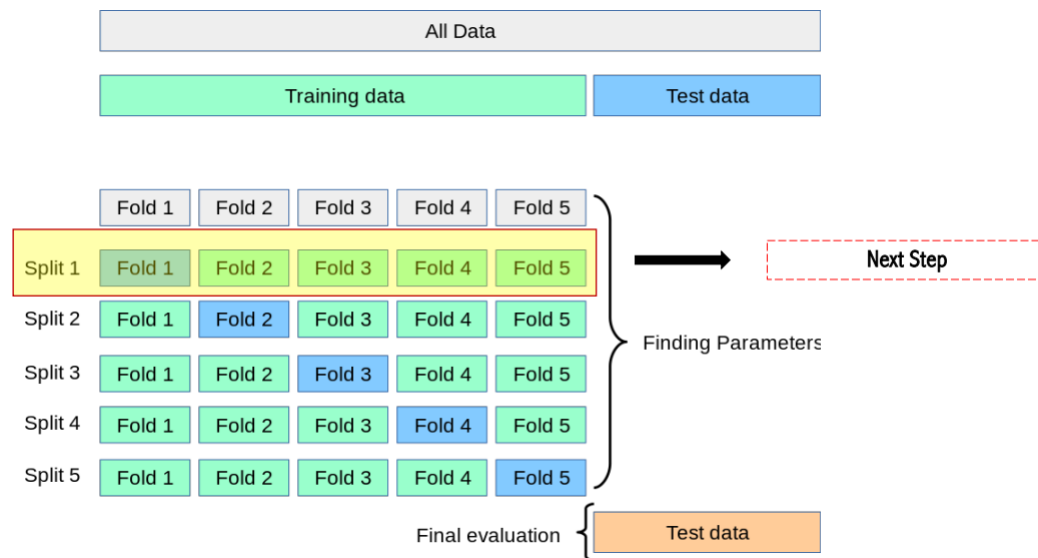 All Data
Training data Test data
Fold 1 Fold 2 Fold 3 Fold 4 Fold 5
Split 1 Fold 1 Fold 2 Fold 3 Fold 4 Fold 5 Next Step
Split 2 Fold 1 Fold 2 Fold 3 Fold 4 Fold 5
Finding Parameters
Split 3 Fold 1 Fold 2 Fold 3 Fold 4 Fold 5
Split 4 Fold 1 Fold 2 Fold 3 Fold 4 Fold 5
Split 5 Fold 1 Fold 2 Fold 3 Fold 4 Fold 5
Final evaluation Test data